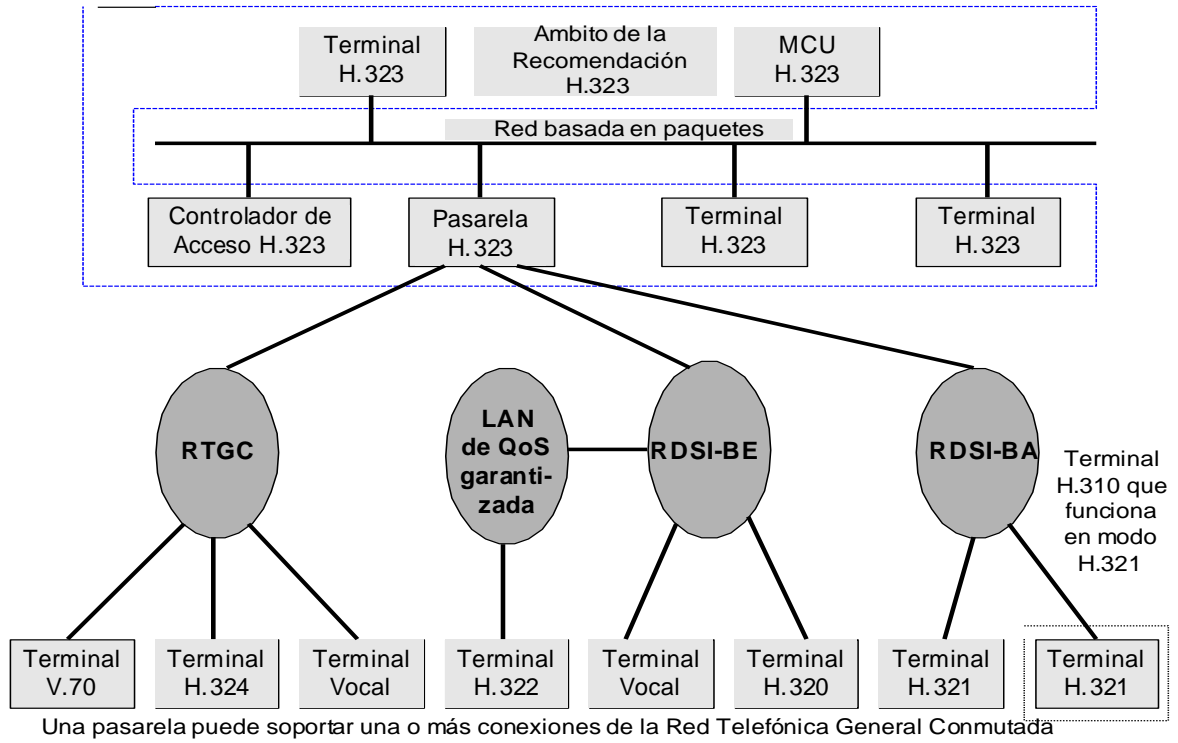 Terminal
H.323
Ambito de la
Recomendación
H.323
MCU
H.323
Red basada en paquetes
Controlador de
Acceso H.323
Pasarela
H.323
Terminal
H.323
Terminal
H.323
RTGC
LAN
de QoS
garanti-
zada
RDSI-BE
RDSI-BA
Terminal
H.310 que
funciona
en modo
H.321
Terminal
V.70
Terminal
H.324
Terminal
Vocal
Terminal
H.322
Terminal
Vocal
Terminal
H.320
Terminal
H.321
Terminal
H.321
Una pasarela puede soportar una o más conexiones de la Red Telefónica General Conmutada